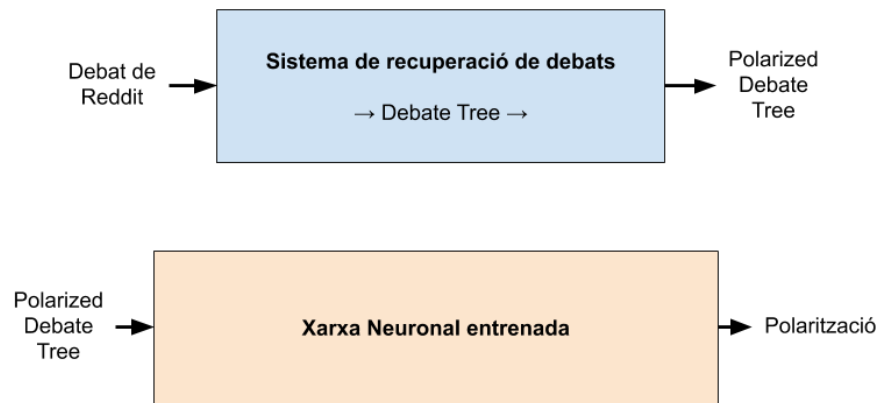 Debat de
Reddit
Sistema de recuperació de debats
→ Debate Tree →
Polarized
Debate
Tree
Polarized
Debate
Tree
Xarxa Neuronal entrenada
Polarització